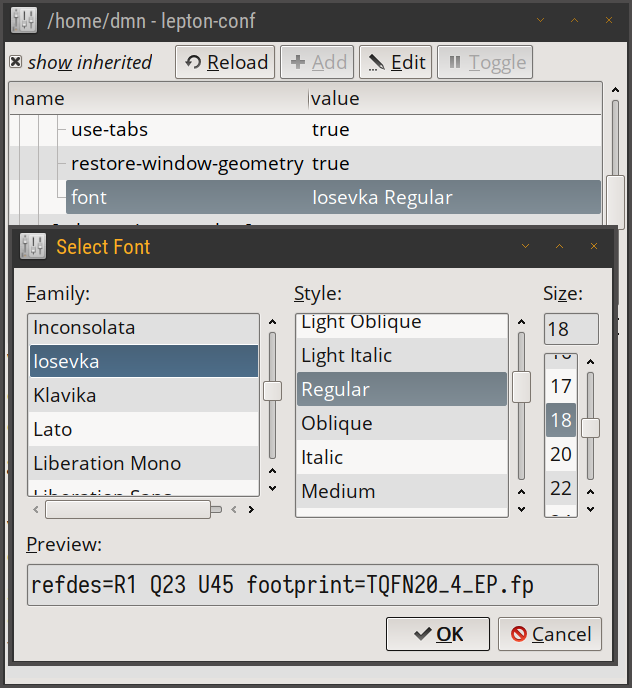 /home/dmn - lepton-conf
show inherited Reload Add Edit Toggle
name value
use-tabs true
restore-window-geometry true
font Iosevka Regular
Select Font
Family: Style: Size:
Inconsolata Light Oblique 18
Iosevka Light Italic 17
Klavika Regular 18
Lato Oblique 20
Liberation Mono Italic 22
Liberation Sans Medium
Preview:
refdes=R1 Q23 U45 footprint=TQFN20_4_EP.fp
OK Cancel